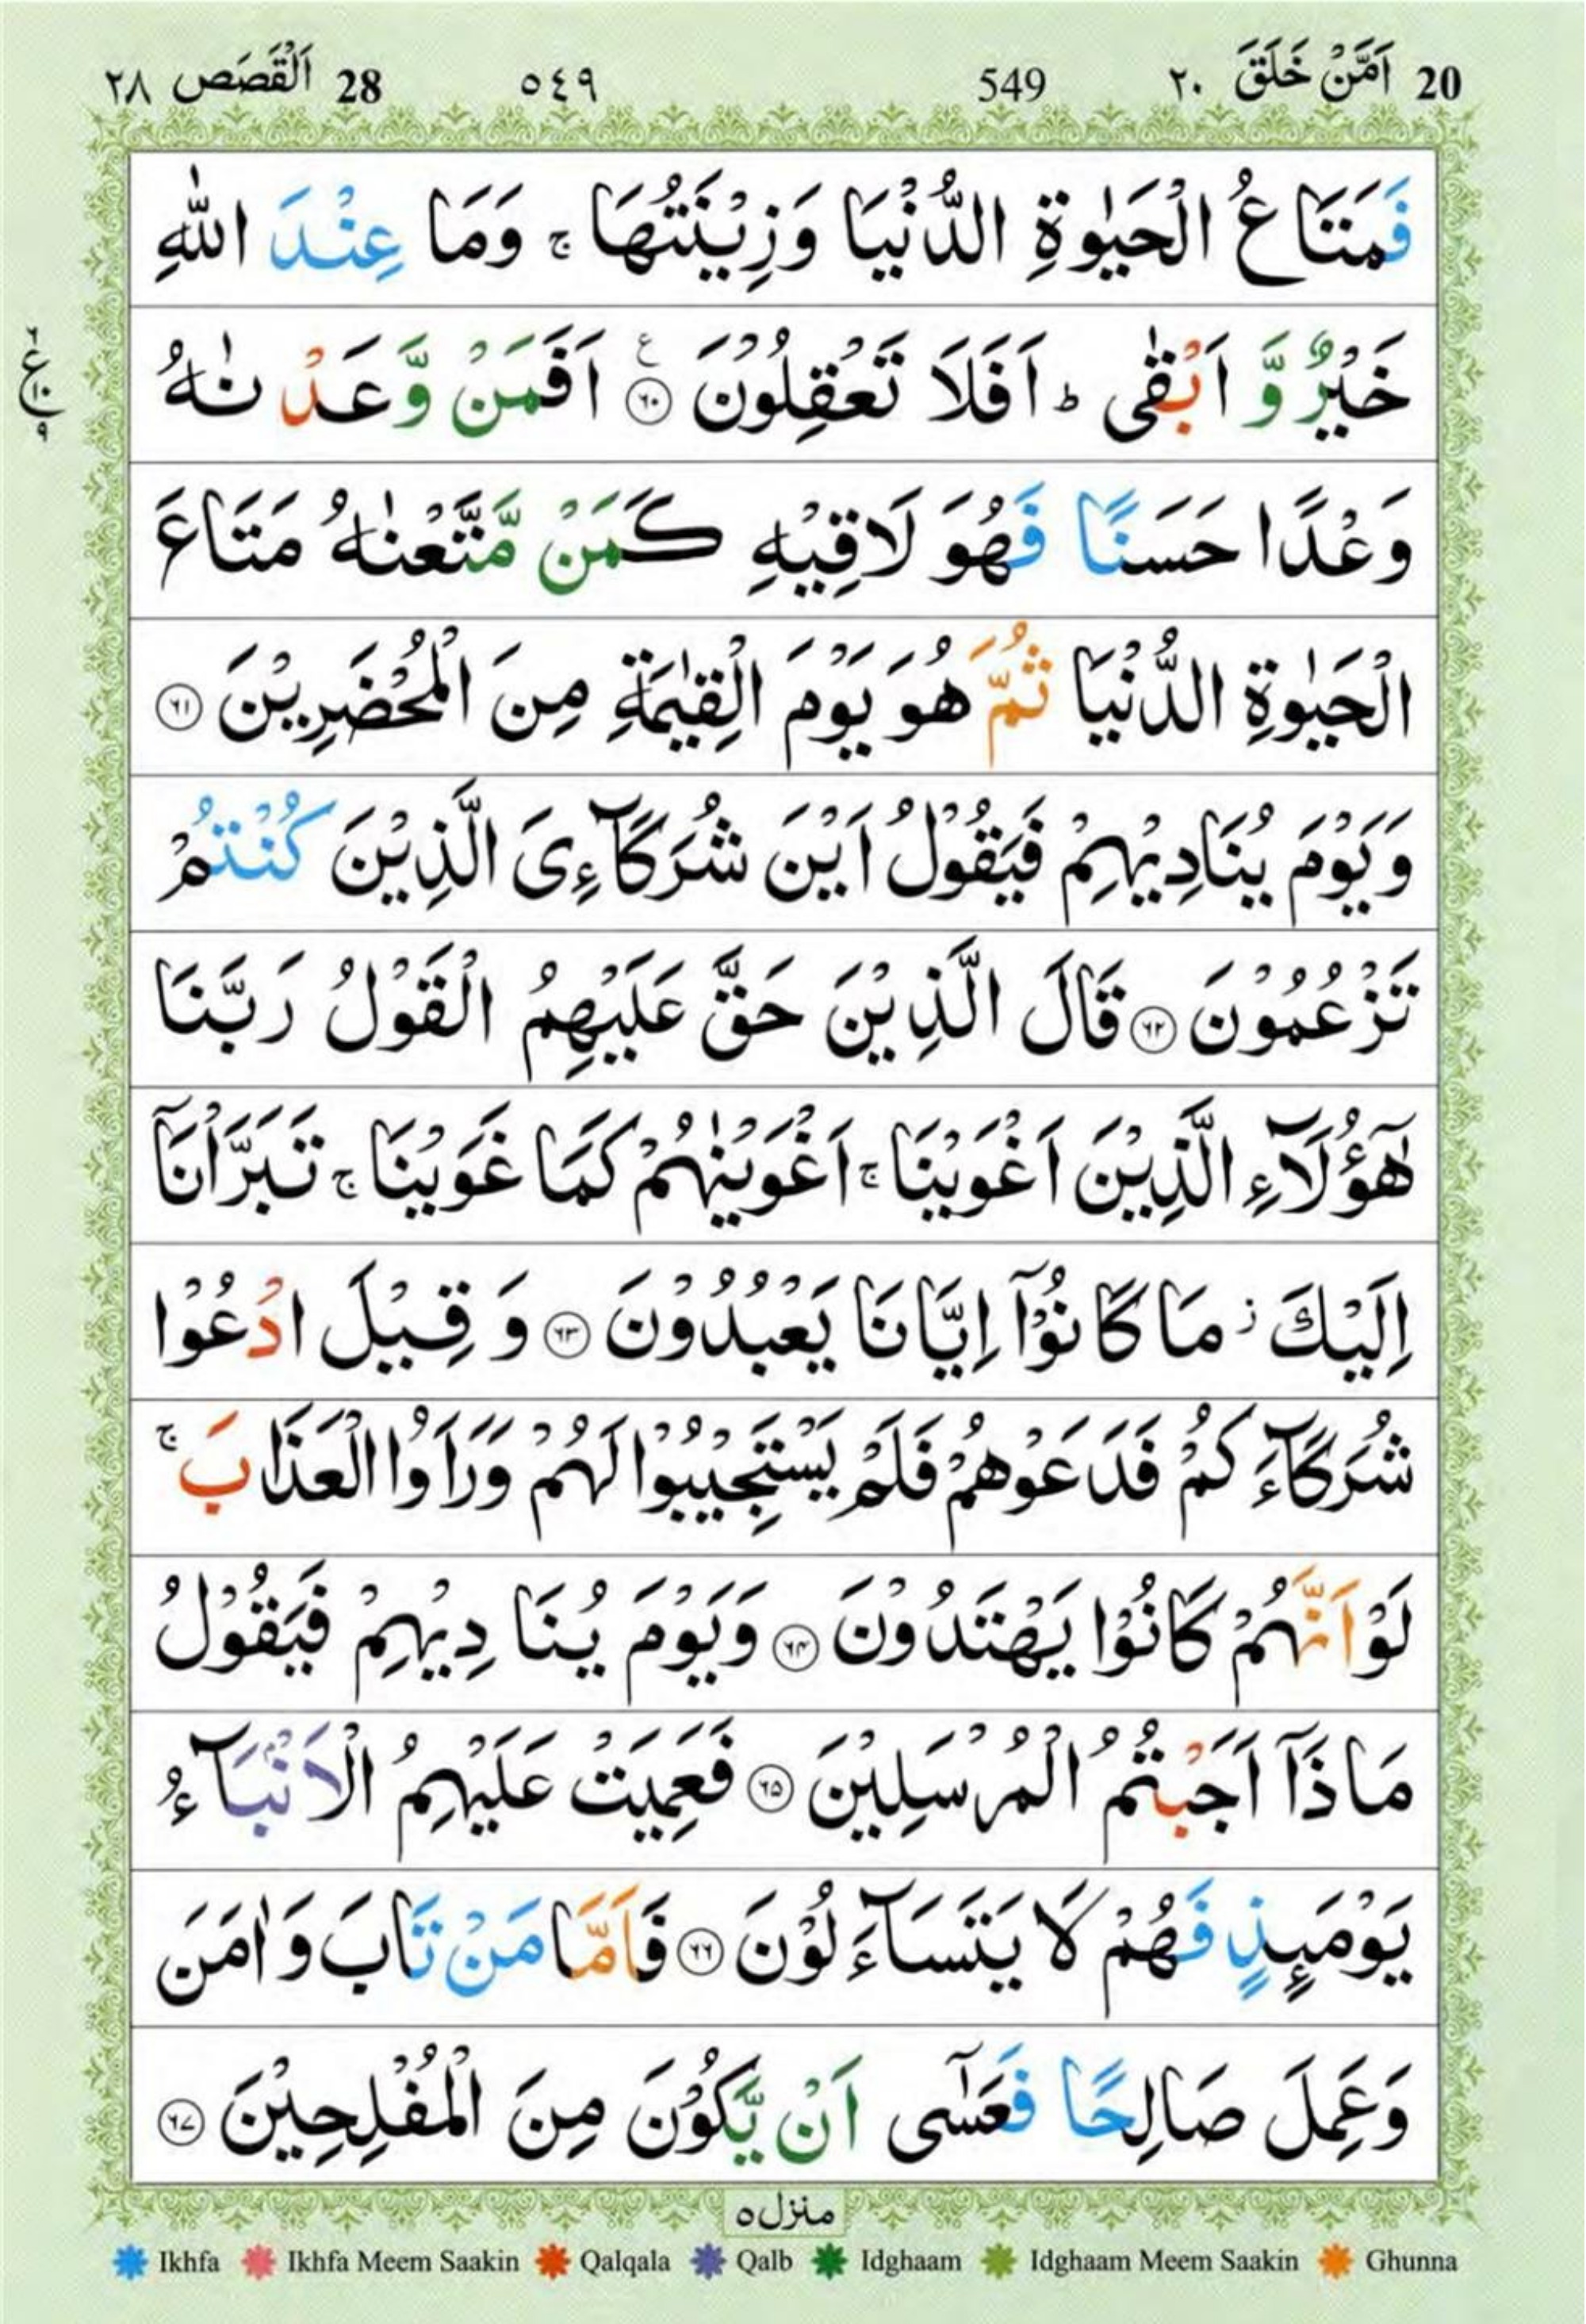 20 اَمَّنْ خَلَقَ ٢٠ 549 ٥٤٩ 28 اَلْقَصَص ٢٨
فَمَتَاعُ الْحَيٰوةِ الدُّنْيَا وَزِيْنَتُهَا ۚ وَمَا عِنْدَ اللّٰهِ
خَيْرٌ وَّ اَبْقٰى ؕ اَفَلَا تَعْقِلُوْنَ ﴿٦٠﴾ اَفَمَنْ وَّعَدْ نٰهُ
وَعْدًا حَسَنًا فَهُوَ لَاقِيْهِ كَمَنْ مَّتَّعْنٰهُ مَتَاعَ
الْحَيٰوةِ الدُّنْيَا ثُمَّ هُوَ يَوْمَ الْقِيٰمَةِ مِنَ الْمُحْضَرِيْنَ ﴿٦١﴾
وَيَوْمَ يُنَادِيْهِمْ فَيَقُوْلُ اَيْنَ شُرَكَآءِىَ الَّذِيْنَ كُنْتُمْ
تَزْعُمُوْنَ ﴿٦٢﴾ قَالَ الَّذِيْنَ حَقَّ عَلَيْهِمُ الْقَوْلُ رَبَّنَا
هٰٓؤُلَآءِ الَّذِيْنَ اَغْوَيْنَا ۚ اَغْوَيْنٰهُمْ كَمَا غَوَيْنَا ۚ تَبَرَّاْنَاۤ
اِلَيْكَ ز مَا كَانُوْۤا اِيَّانَا يَعْبُدُوْنَ ﴿٦٣﴾ وَ قِيْلَ ادْعُوْا
شُرَكَآءَ كُمْ فَدَعَوْهُمْ فَلَمْ يَسْتَجِيْبُوْا لَهُمْ وَرَاَوُا الْعَذَابَ ۚ
لَوْ اَنَّهُمْ كَانُوْا يَهْتَدُوْنَ ﴿٦٤﴾ وَيَوْمَ يُنَا دِيْهِمْ فَيَقُوْلُ
مَاذَاۤ اَجَبْتُمُ الْمُرْسَلِيْنَ ﴿٦٥﴾ فَعَمِيَتْ عَلَيْهِمُ الْاَنْۢبَآءُ
يَوْمَئِذٍ فَهُمْ لَا يَتَسَآءَ لُوْنَ ﴿٦٦﴾ فَاَمَّا مَنْ تَابَ وَ اٰمَنَ
وَعَمِلَ صَالِحًا فَعَسٰٓى اَنْ يَّكُوْنَ مِنَ الْمُفْلِحِيْنَ ﴿٦٧﴾
٦
ع
١٠
٩
منزل ٥
Ikhfa Ikhfa Meem Saakin Qalqala Qalb Idghaam Idghaam Meem Saakin Ghunna